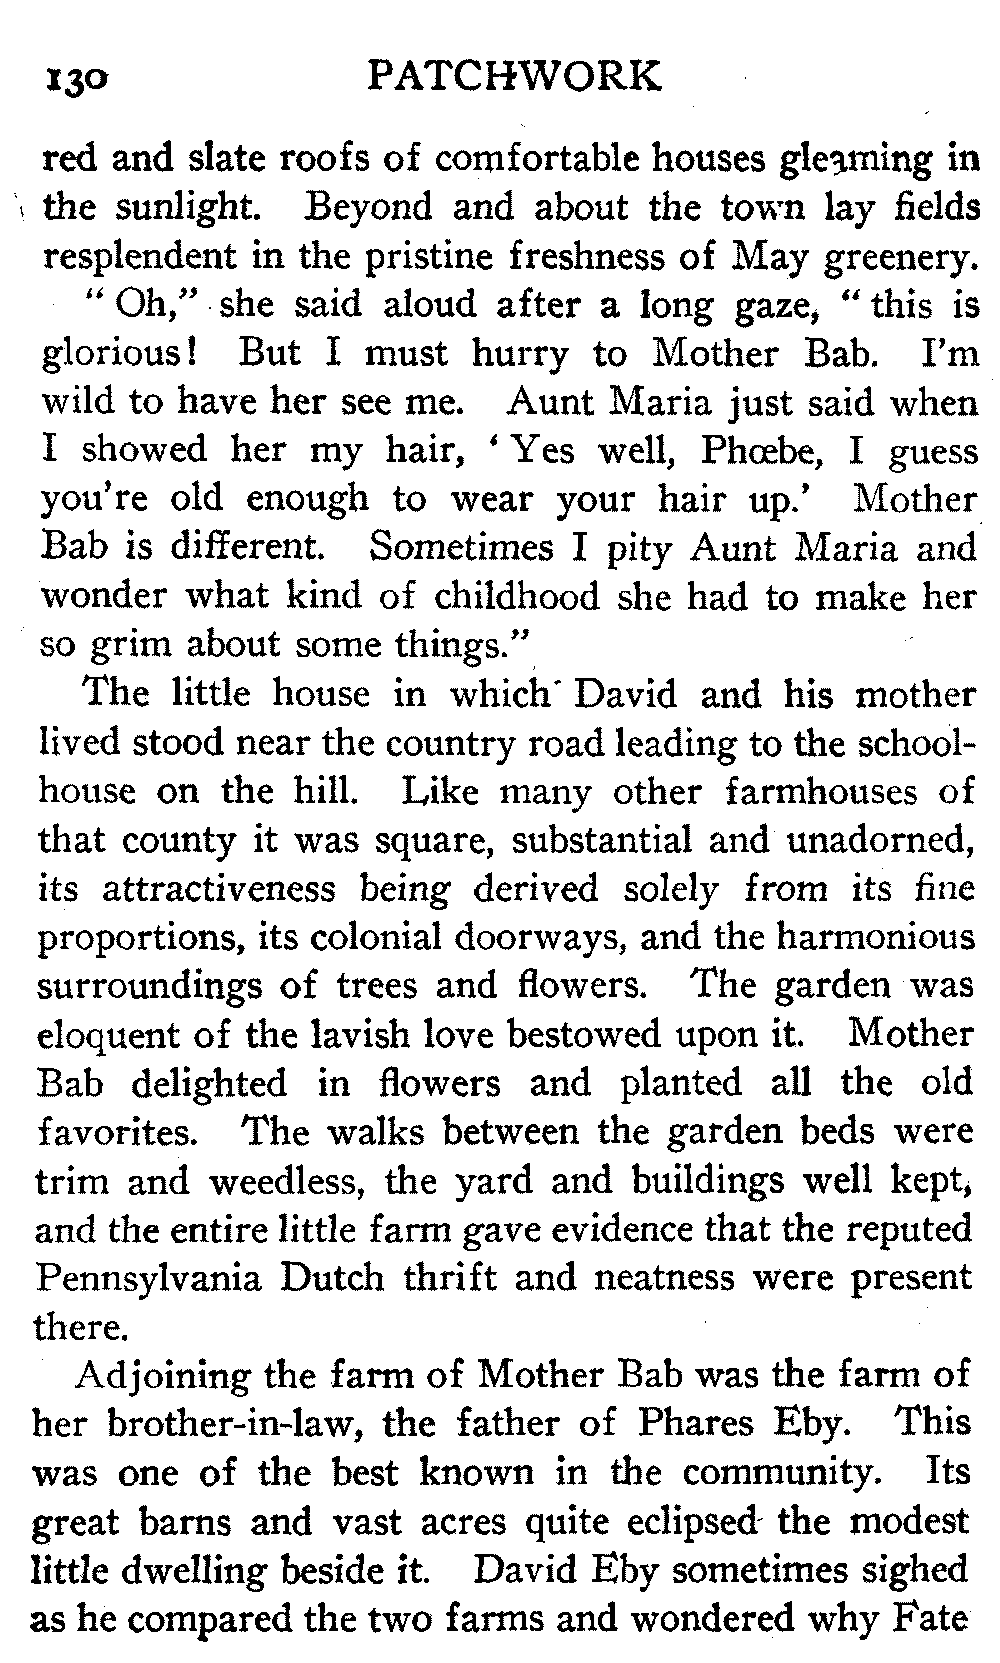 130 PATCHWORK
red and slate roofs of comfortable houses gleaming in
the sunlight. Beyond and about the town lay fields
resplendent in the pristine freshness of May greenery.
“ Oh,” she said aloud after a long gaze, “ this is
glorious! But I must hurry to Mother Bab. I’m
wild to have her see me. Aunt Maria just said when
I showed her my hair, ‘ Yes well, Phœbe, I guess
you’re old enough to wear your hair up.’ Mother
Bab is different. Sometimes I pity Aunt Maria and
wonder what kind of childhood she had to make her
so grim about some things.”
The little house in which David and his mother
lived stood near the country road leading to the school-
house on the hill. Like many other farmhouses of
that county it was square, substantial and unadorned,
its attractiveness being derived solely from its fine
proportions, its colonial doorways, and the harmonious
surroundings of trees and flowers. The garden was
eloquent of the lavish love bestowed upon it. Mother
Bab delighted in flowers and planted all the old
favorites. The walks between the garden beds were
trim and weedless, the yard and buildings well kept,
and the entire little farm gave evidence that the reputed
Pennsylvania Dutch thrift and neatness were present
there.
Adjoining the farm of Mother Bab was the farm of
her brother-in-law, the father of Phares Eby. This
was one of the best known in the community. Its
great barns and vast acres quite eclipsed the modest
little dwelling beside it. David Eby sometimes sighed
as he compared the two farms and wondered why Fate